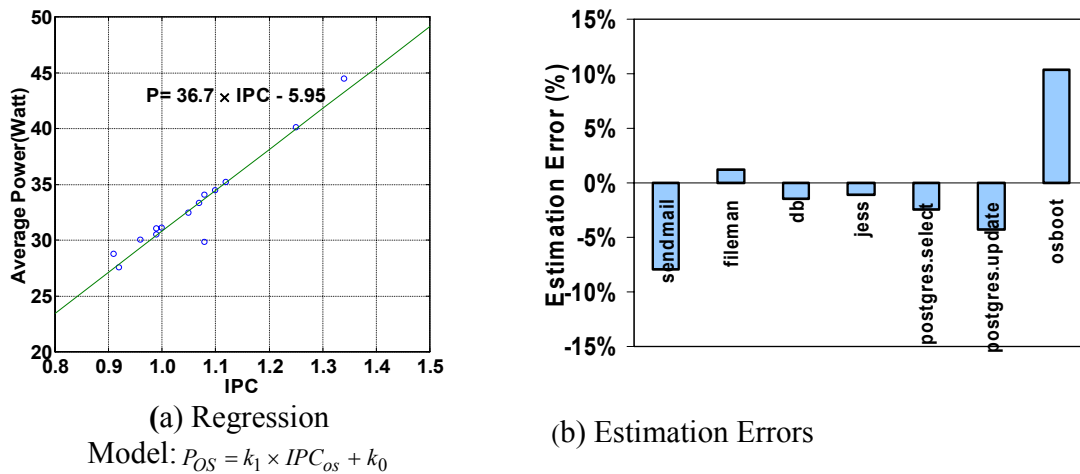 50
45
40
35
30
25
20
Average Power(Watt)
P= 36.7 × IPC - 5.95
0.8 0.9 1.0 1.1 1.2 1.3 1.4 1.5
IPC
(a) Regression
Model: P_OS = k_1 × IPC_os + k_0
15%
10%
5%
0%
-5%
-10%
-15%
Estimation Error (%)
sendmail
fileman
db
jess
postgres.select
postgres.update
osboot
(b) Estimation Errors